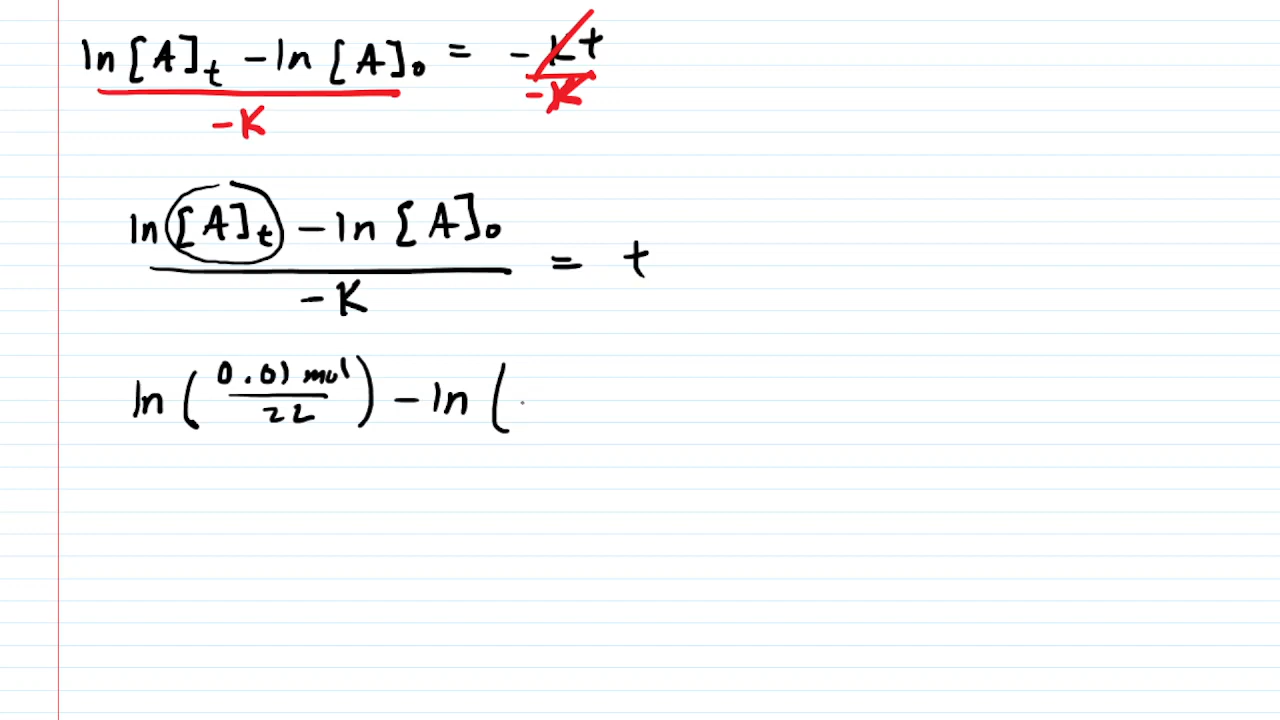 ln [A]t - ln [A]0 = -kt
-K -K
ln [A]t - ln [A]0
-K
= t
ln ( 0.01 mol / 2L ) - ln (